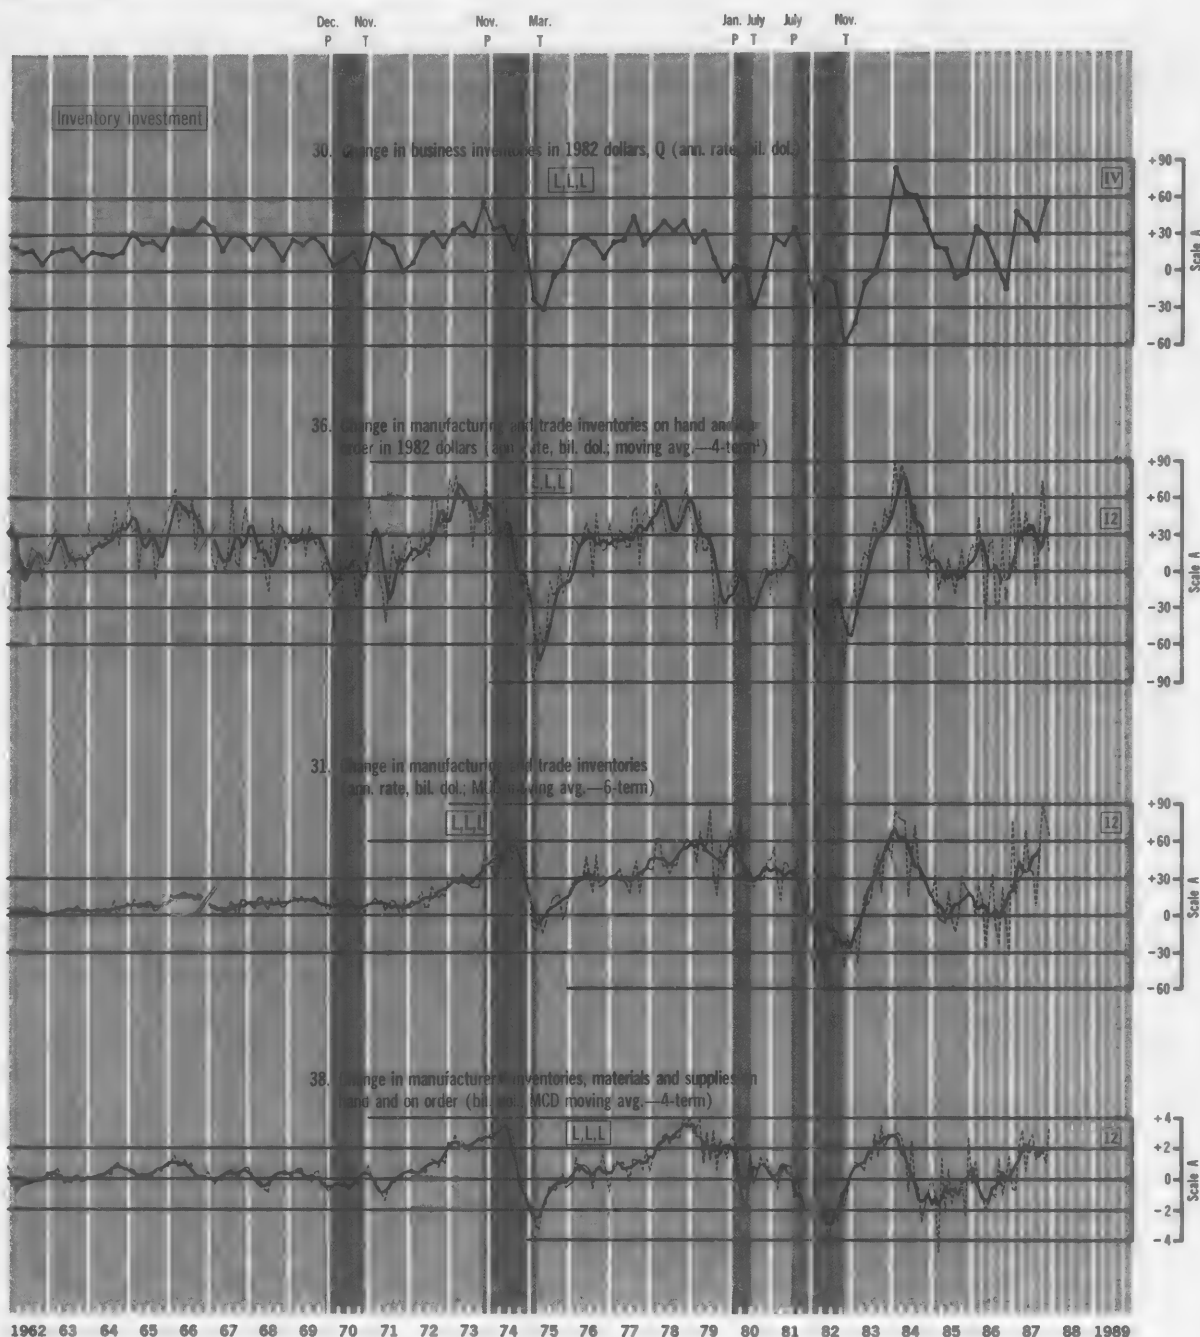 Dec. Nov. Nov. Mar. Jan. July July Nov.
P T P T P T P T
Inventory investment
30. Change in business inventories in 1982 dollars, Q (ann. rate, bil. dol.)
L,L,L
IV
+90
+60
+30
0
-30
-60
Scale A
36. Change in manufacturing and trade inventories on hand and on
order in 1982 dollars (ann. rate, bil. dol.; moving avg.—4-term¹)
L,L,L
12
+90
+60
+30
0
-30
-60
-90
Scale A
31. Change in manufacturing and trade inventories
(ann. rate, bil. dol.; MCD moving avg.—6-term)
L,L,L
12
+90
+60
+30
0
-30
-60
Scale A
38. Change in manufacturers' inventories, materials and supplies on
hand and on order (bil. dol.; MCD moving avg.—4-term)
L,L,L
12
+4
+2
0
-2
-4
Scale A
1962 63 64 65 66 67 68 69 70 71 72 73 74 75 76 77 78 79 80 81 82 83 84 85 86 87 88 1989